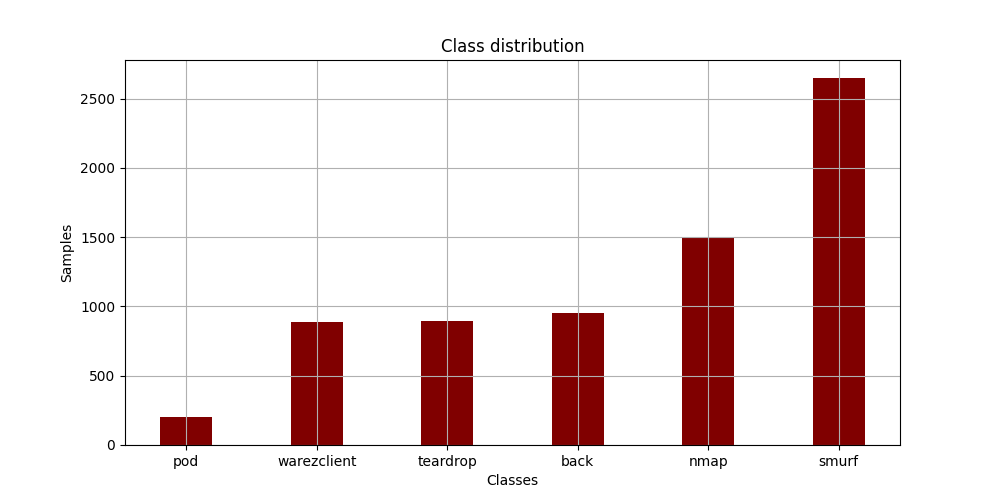 Class distribution
2500
2000
1500
1000
500
0
Samples
pod warezclient teardrop back nmap smurf
Classes